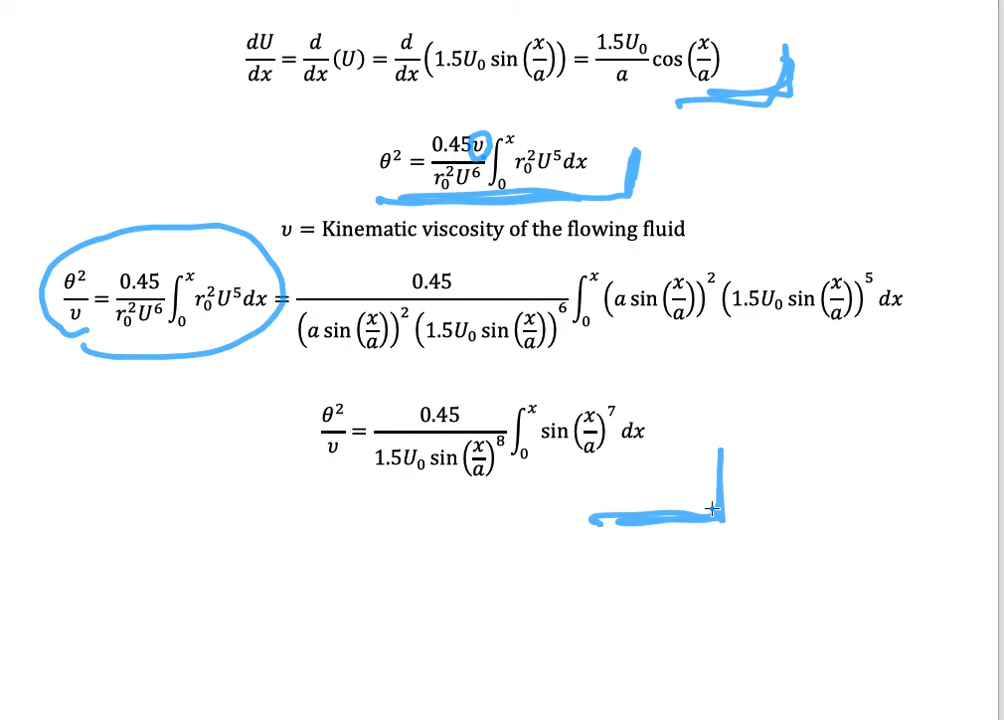 dU/dx = d/dx (U) = d/dx (1.5U₀ sin (x/a)) = 1.5U₀/a cos (x/a)
θ² = 0.45υ/r₀²U⁶ ∫₀ˣ r₀²U⁵dx
υ = Kinematic viscosity of the flowing fluid
θ²/υ = 0.45/r₀²U⁶ ∫₀ˣ r₀²U⁵dx = 0.45/(a sin (x/a))² (1.5U₀ sin (x/a))⁶ ∫₀ˣ (a sin (x/a))² (1.5U₀ sin (x/a))⁵ dx
θ²/υ = 0.45/1.5U₀ sin (x/a)⁸ ∫₀ˣ sin (x/a)⁷ dx